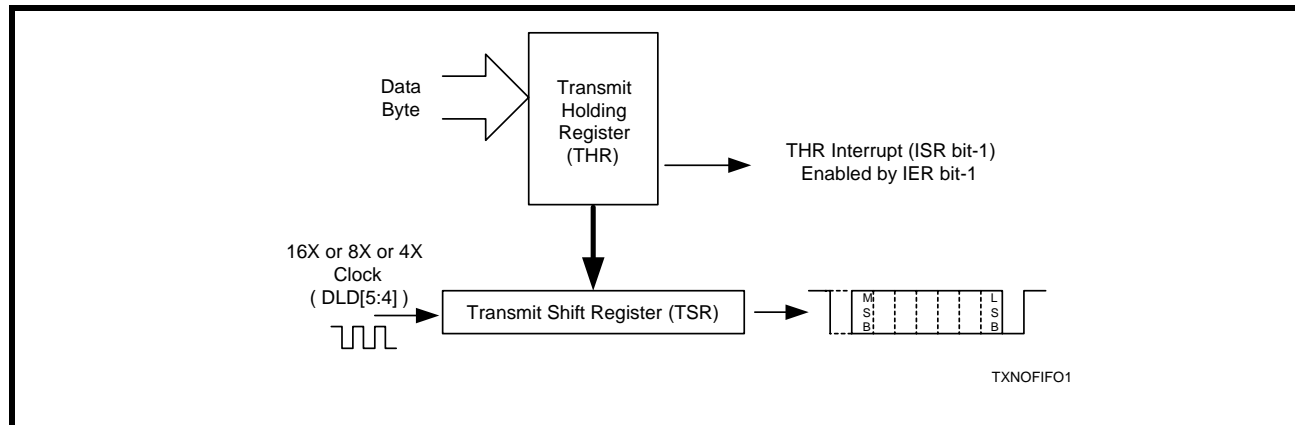 Data
Byte
Transmit
Holding
Register
(THR)
THR Interrupt (ISR bit-1)
Enabled by IER bit-1
16X or 8X or 4X
Clock
( DLD[5:4] )
Transmit Shift Register (TSR)
M
S
B
L
S
B
TXNOFIFO1